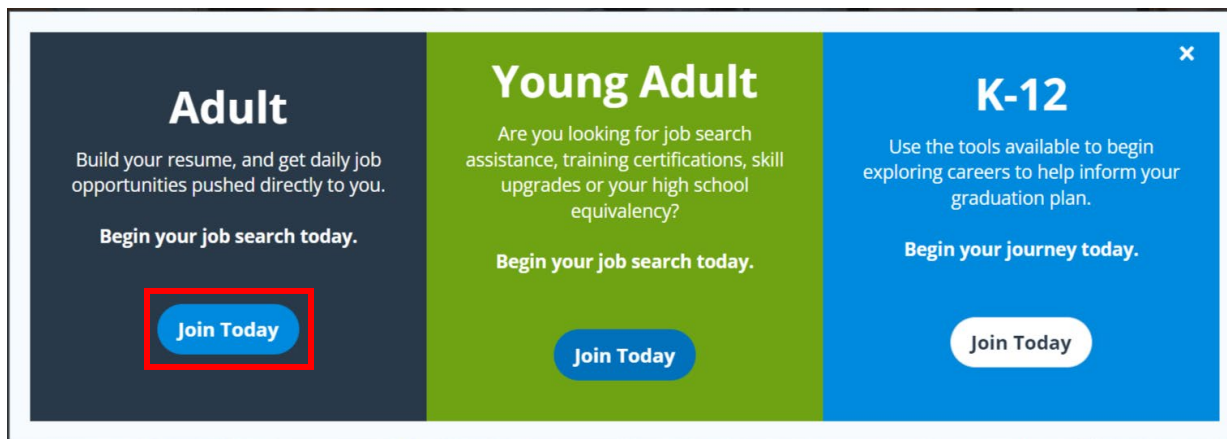 Adult
Build your resume, and get daily job
opportunities pushed directly to you.
Begin your job search today.
Join Today
Young Adult
Are you looking for job search
assistance, training certifications, skill
upgrades or your high school
equivalency?
Begin your job search today.
Join Today
K-12
Use the tools available to begin
exploring careers to help inform your
graduation plan.
Begin your journey today.
Join Today